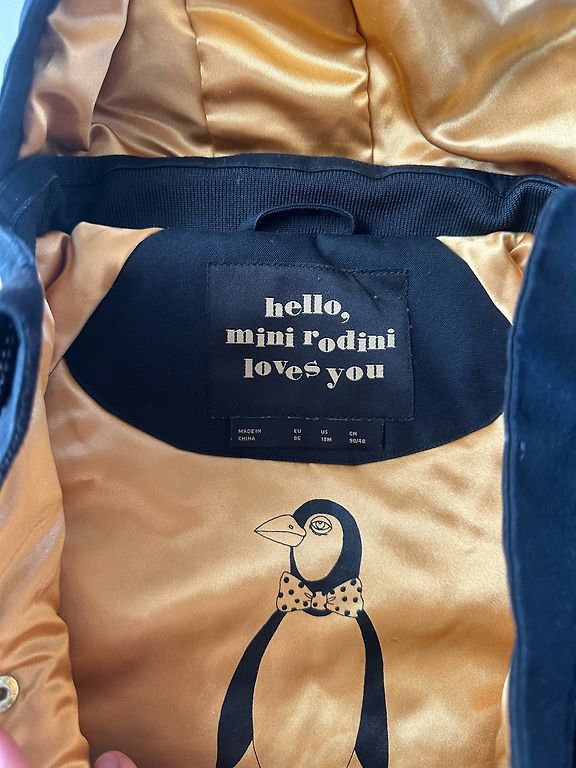 hello,
mini rodini
loves you
MADE IN CHINA EU 86 US 18M CH 90/48